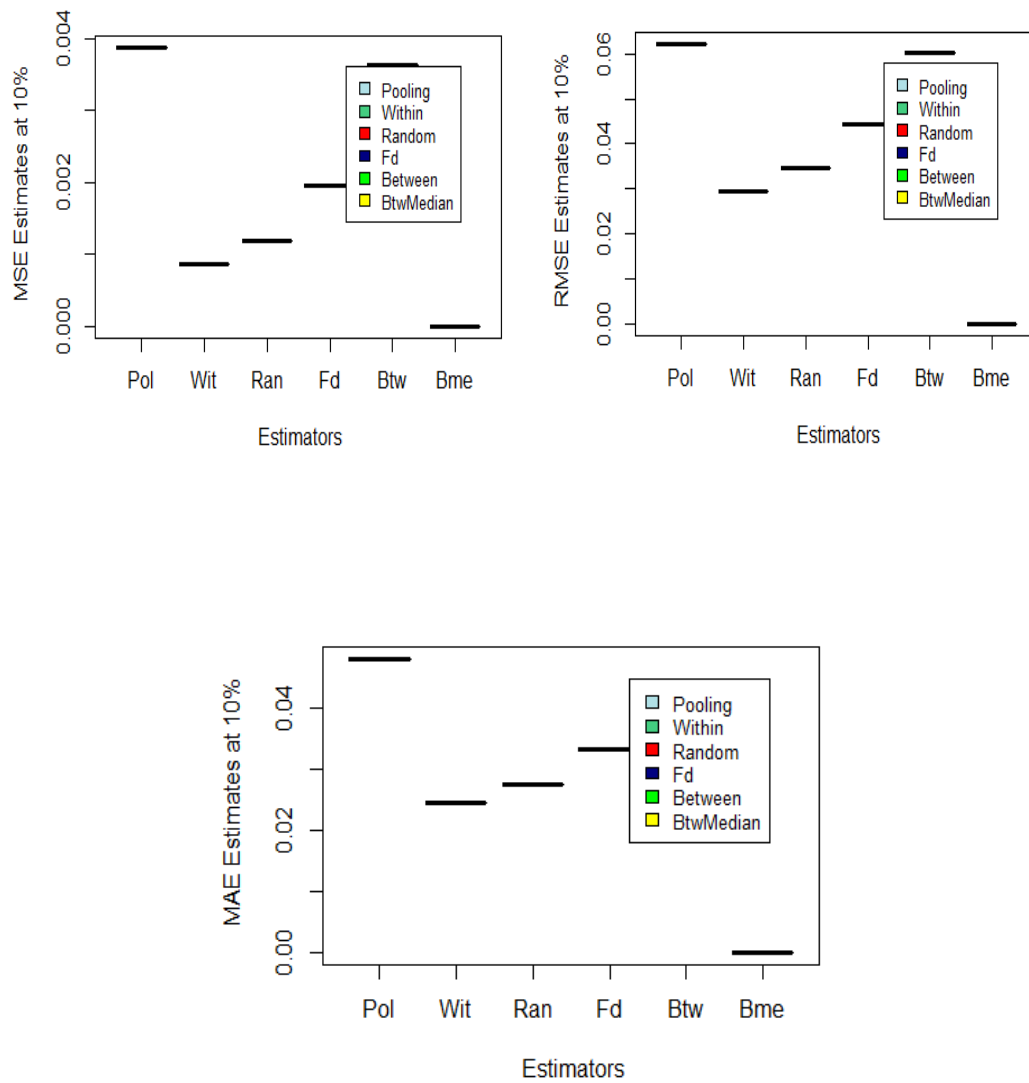 MSE Estimates at 10%
0.004
0.002
0.000
Pooling
Within
Random
Fd
Between
BtwMedian
Pol Wit Ran Fd Btw Bme
Estimators
RMSE Estimates at 10%
0.06
0.04
0.02
0.00
Pooling
Within
Random
Fd
Between
BtwMedian
Pol Wit Ran Fd Btw Bme
Estimators
MAE Estimates at 10%
0.04
0.02
0.00
Pooling
Within
Random
Fd
Between
BtwMedian
Pol Wit Ran Fd Btw Bme
Estimators